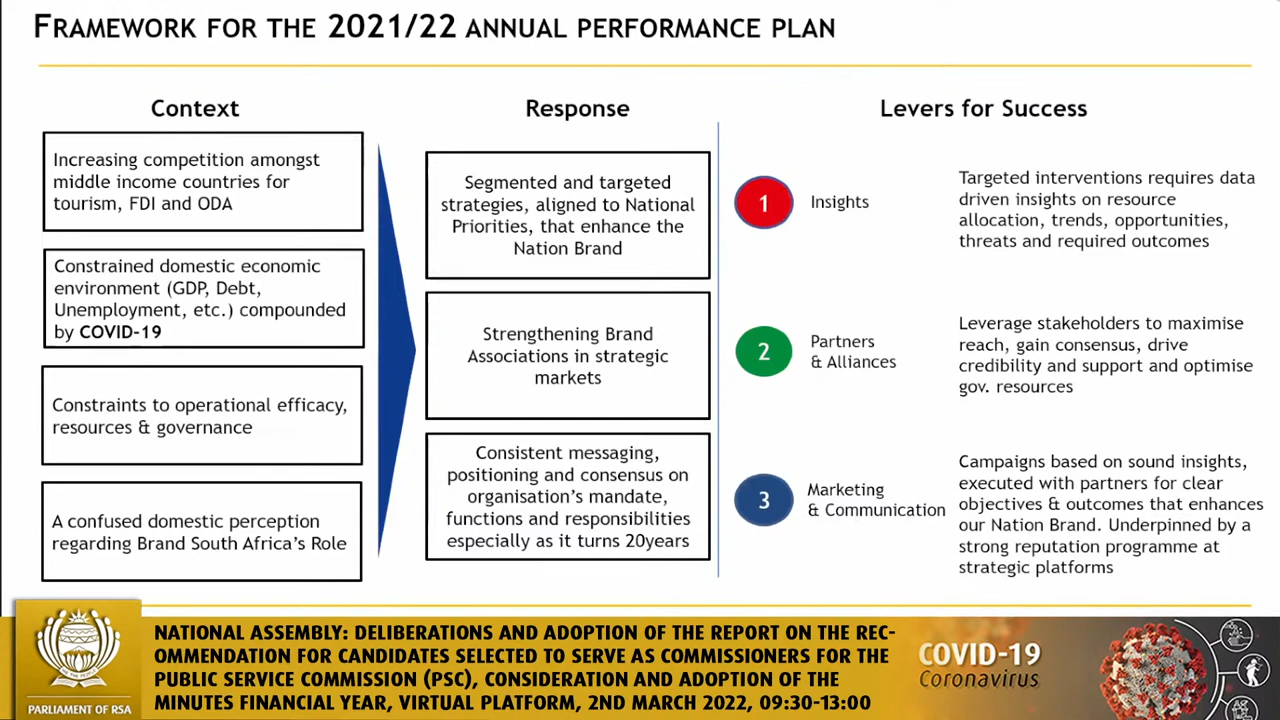 FRAMEWORK FOR THE 2021/22 ANNUAL PERFORMANCE PLAN
Context
Increasing competition amongst
middle income countries for
tourism, FDI and ODA
Constrained domestic economic
environment (GDP, Debt,
Unemployment, etc.) compounded
by COVID-19
Constraints to operational efficacy,
resources & governance
A confused domestic perception
regarding Brand South Africa's Role
Response
Segmented and targeted
strategies, aligned to National
Priorities, that enhance the
Nation Brand
Strengthening Brand
Associations in strategic
markets
Consistent messaging,
positioning and consensus on
organisation's mandate,
functions and responsibilities
especially as it turns 20years
Levers for Success
1
Insights
Targeted interventions requires data
driven insights on resource
allocation, trends, opportunities,
threats and required outcomes
2
Partners
& Alliances
Leverage stakeholders to maximise
reach, gain consensus, drive
credibility and support and optimise
gov. resources
3
Marketing
& Communication
Campaigns based on sound insights,
executed with partners for clear
objectives & outcomes that enhances
our Nation Brand. Underpinned by a
strong reputation programme at
strategic platforms
PARLIAMENT OF RSA
NATIONAL ASSEMBLY: DELIBERATIONS AND ADOPTION OF THE REPORT ON THE REC-
OMMENDATION FOR CANDIDATES SELECTED TO SERVE AS COMMISSIONERS FOR THE
PUBLIC SERVICE COMMISSION (PSC), CONSIDERATION AND ADOPTION OF THE
MINUTES FINANCIAL YEAR, VIRTUAL PLATFORM, 2ND MARCH 2022, 09:30-13:00
COVID-19
Coronavirus